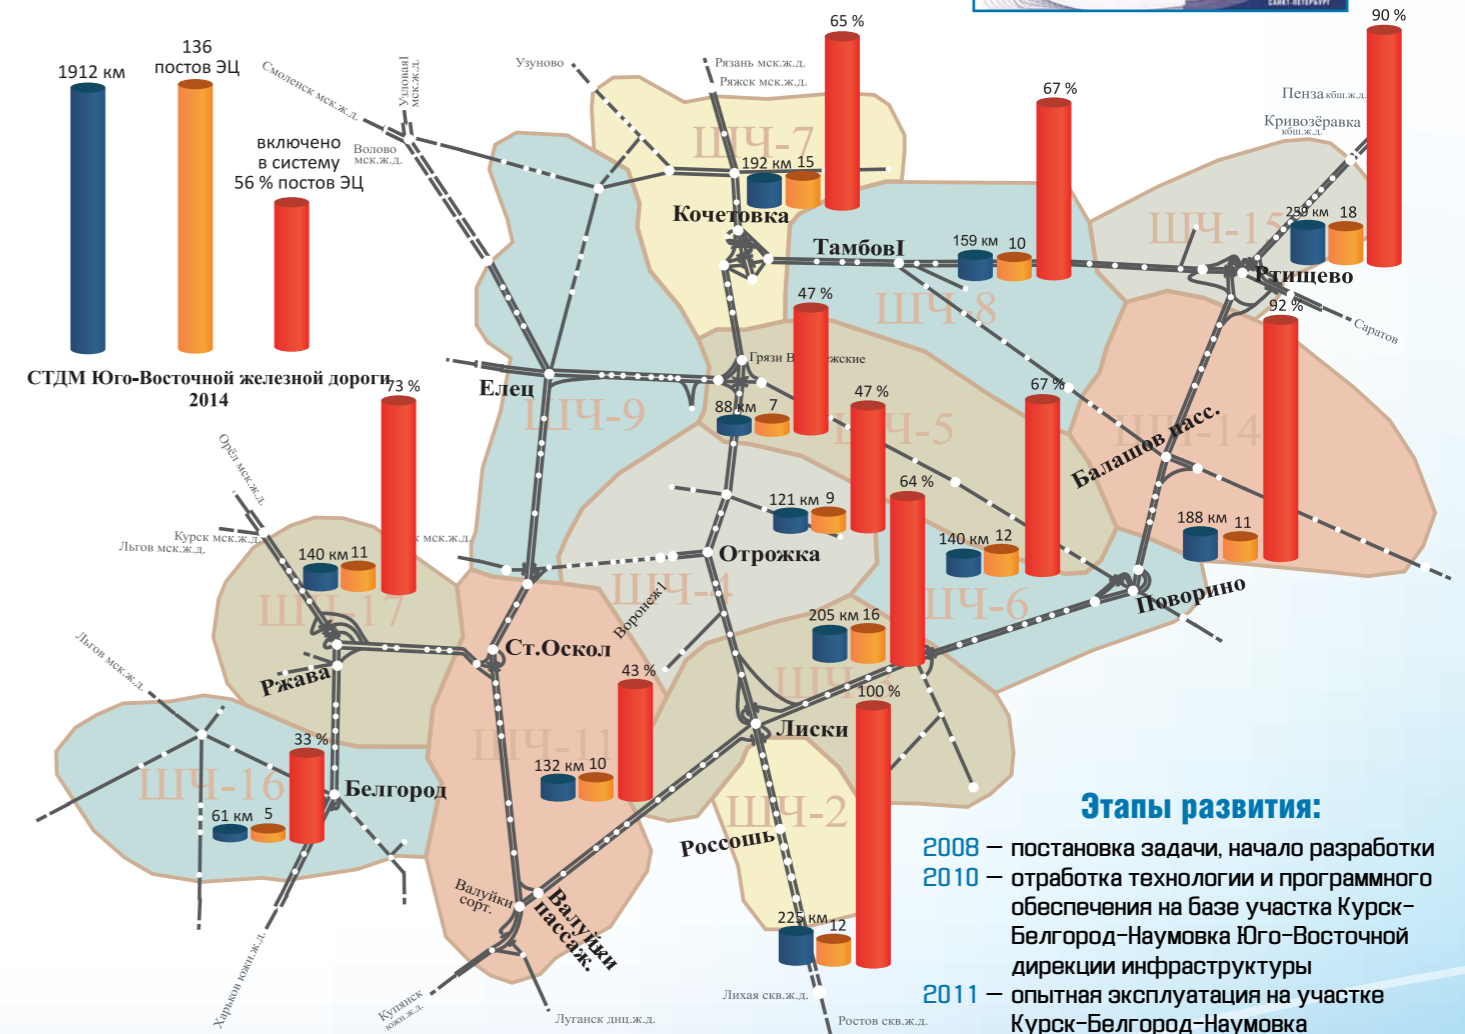 САНКТ-ПЕТЕРБУРГ
1912 км
136
постов ЭЦ
включено
в систему
56 % постов ЭЦ
СТДМ Юго-Восточной железной дороги
2014
Смоленск мск.ж.д.
Узловая I
мск.ж.д.
Волово
мск.ж.д.
Узуново
Рязань мск.ж.д.
Ряжск мск.ж.д.
ШЧ-7
192 км 15
65 %
Кочетовка
Тамбов I
159 км 10
67 %
ШЧ-8
Пенза кбш.ж.д.
Кривозёравка
кбш.ж.д.
ШЧ-15
259 км 18
90 %
Ртищево
Саратов
Елец
ШЧ-9
Грязи
88 км 7
47 %
ШЧ-5
121 км 9
47 %
Отрожка
ШЧ-4
Воронеж1
140 км 12
67 %
ШЧ-6
Балашов пасс.
ШЧ-14
188 км 11
92 %
Поворино
205 км 16
64 %
Лиски
Орёл мск.ж.д.
Курск мск.ж.д.
Льгов мск.ж.д.
мск.ж.д.
140 км 11
73 %
ШЧ-17
Ржава
Ст.Оскол
132 км 10
43 %
ШЧ-11
Льгов мск.ж.д.
ШЧ-16
61 км 5
33 %
Белгород
Харьков южн.ж.д.
Валуйки
сорт.
Валуйки
пассаж.
Купянск
южн.ж.д.
Луганск днц.ж.д.
ШЧ-2
Россошь
225 км 12
100 %
Лихая скв.ж.д.
Ростов скв.ж.д.
Этапы развития:
2008 – постановка задачи, начало разработки
2010 – отработка технологии и программного
обеспечения на базе участка Курск-
Белгород-Наумовка Юго-Восточной
дирекции инфраструктуры
2011 – опытная эксплуатация на участке
Курск-Белгород-Наумовка